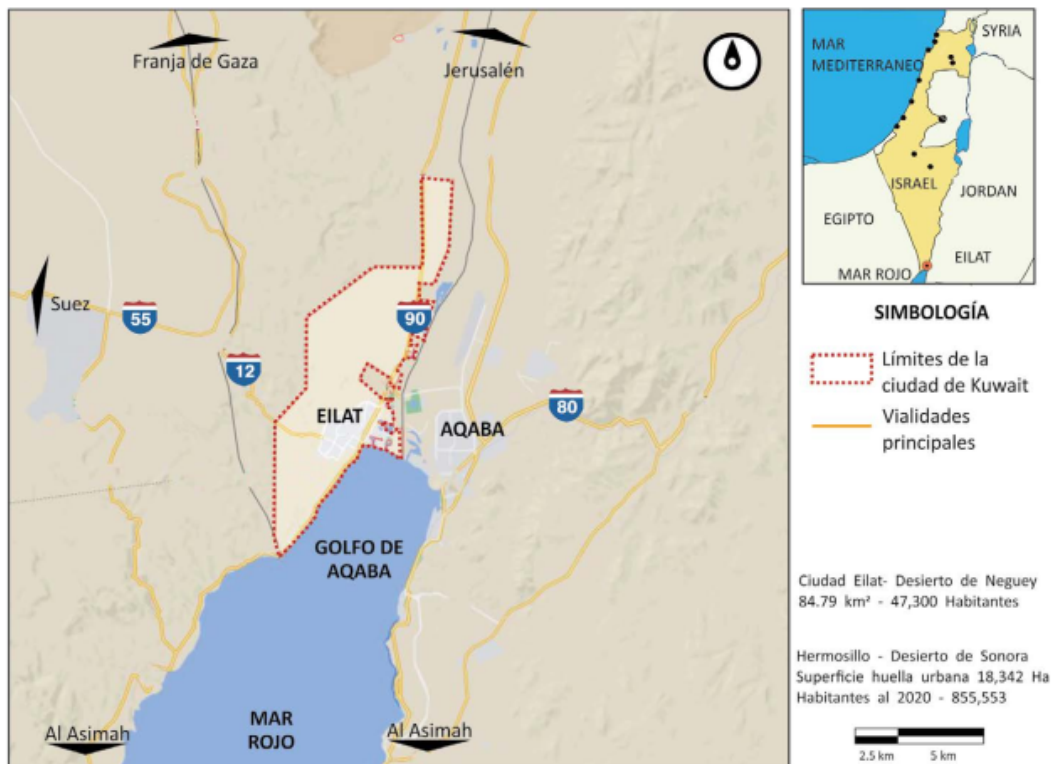 Franja de Gaza
Jerusalén
Suez
55
12
90
80
EILAT
AQABA
GOLFO DE
AQABA
MAR
ROJO
Al Asimah
Al Asimah
MAR
MEDITERRANEO
SYRIA
ISRAEL
JORDAN
EGIPTO
MAR ROJO
EILAT
SIMBOLOGÍA
Límites de la
ciudad de Kuwait
Vialidades
principales
Ciudad Eilat- Desierto de Neguey
84.79 km² - 47,300 Habitantes
Hermosillo - Desierto de Sonora
Superficie huella urbana 18,342 Ha
Habitantes al 2020 - 855,553
2.5 km 5 km